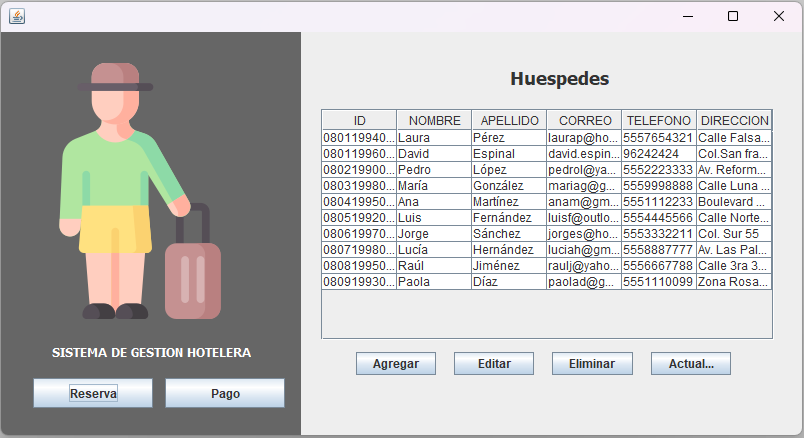 Huespedes
ID NOMBRE APELLIDO CORREO TELEFONO DIRECCION
080119940... Laura Pérez laurap@ho... 5557654321 Calle Falsa...
080119960... David Espinal david.espin... 96242424 Col.San fra...
080219900... Pedro López pedrol@ya... 5552223333 Av. Reform...
080319980... María González mariag@g... 5559998888 Calle Luna ...
080419950... Ana Martínez anam@gm... 5551112233 Boulevard ...
080519920... Luis Fernández luisf@outlo... 5554445566 Calle Norte...
080619970... Jorge Sánchez jorges@ho... 5553332211 Col. Sur 55
080719980... Lucía Hernández luciah@gm... 5558887777 Av. Las Pal...
080819950... Raúl Jiménez raulj@yaho... 5556667788 Calle 3ra 3...
080919930... Paola Díaz paolad@g... 5551110099 Zona Rosa...
SISTEMA DE GESTION HOTELERA
Reserva Pago
Agregar Editar Eliminar Actual...